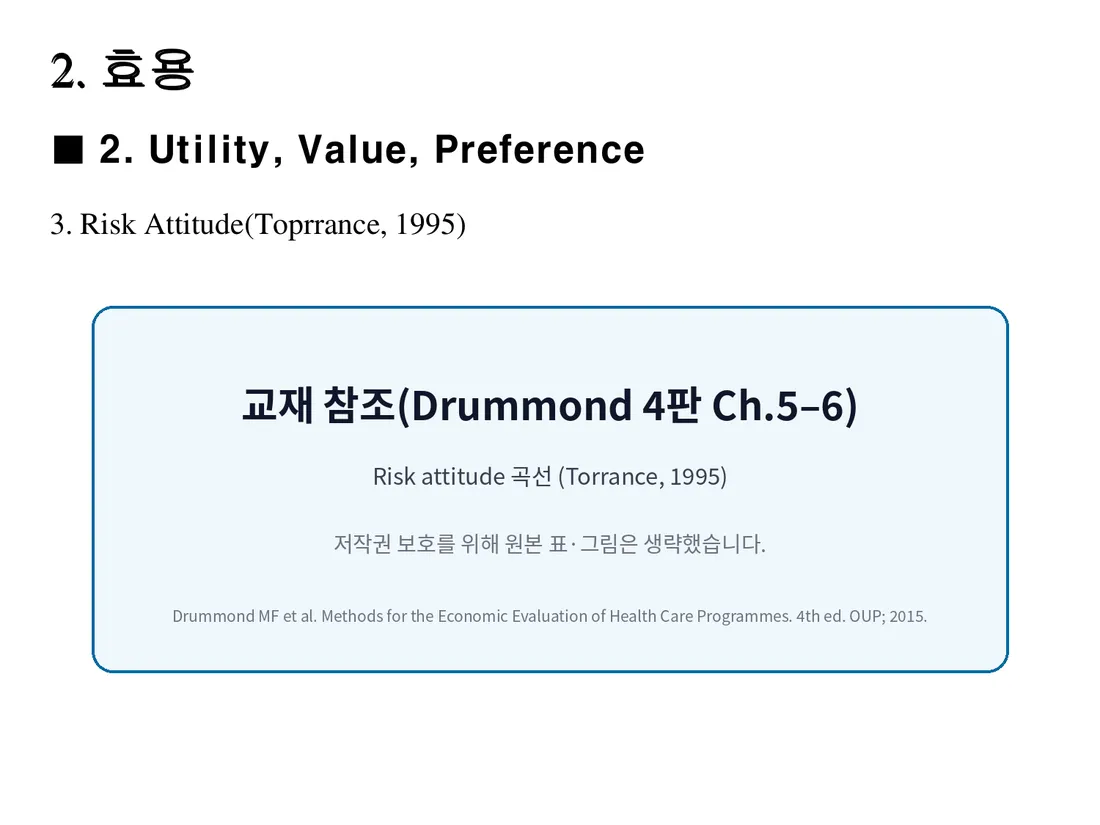 2. 효용
■ 2. Utility, Value, Preference
3. Risk Attitude(Toprrance, 1995)
교재 참조(Drummond 4판 Ch.5–6)
Risk attitude 곡선 (Torrance, 1995)
저작권 보호를 위해 원본 표·그림은 생략했습니다.
Drummond MF et al. Methods for the Economic Evaluation of Health Care Programmes. 4th ed. OUP; 2015.